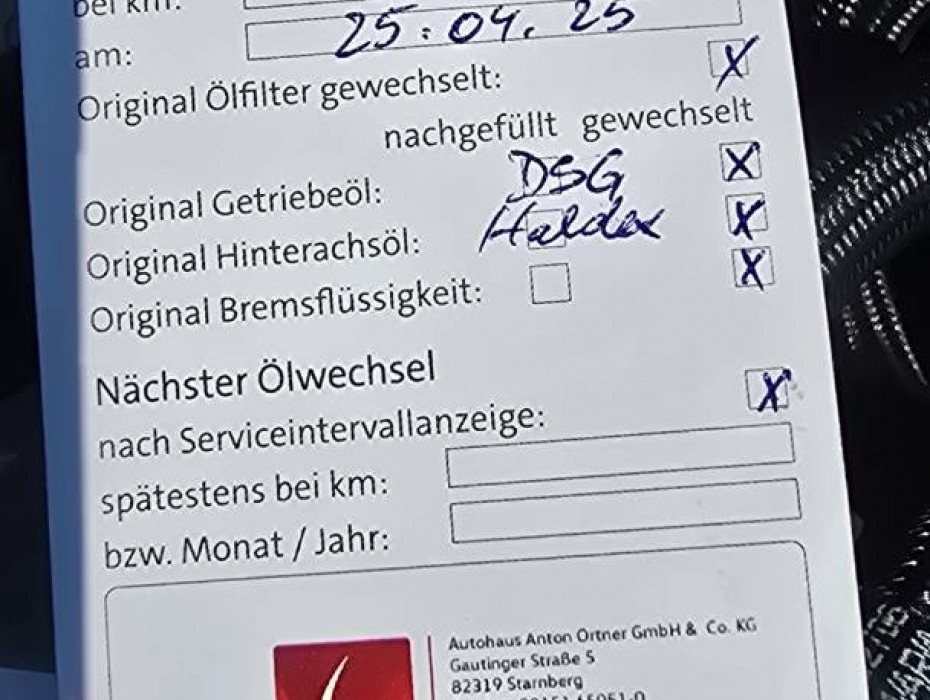 bei km:
am: 25.04.25
Original Ölfilter gewechselt: X
nachgefüllt gewechselt
Original Getriebeöl: DSG X
Original Hinterachsöl: Haldex X
Original Bremsflüssigkeit: X
Nächster Ölwechsel
nach Serviceintervallanzeige: X
spätestens bei km:
bzw. Monat / Jahr:
Autohaus Anton Ortner GmbH & Co. KG
Gautinger Straße 5
82319 Starnberg